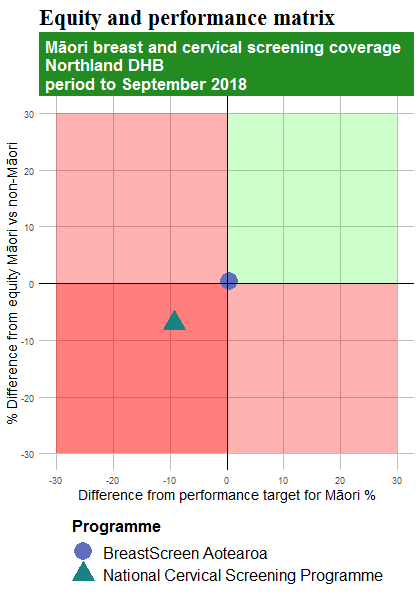 Equity and performance matrix
Māori breast and cervical screening coverage
Northland DHB
period to September 2018
% Difference from equity Māori vs non-Māori
30
20
10
0
-10
-20
-30
-30
-20
-10
0
10
20
30
Difference from performance target for Māori %
Programme
BreastScreen Aotearoa
National Cervical Screening Programme